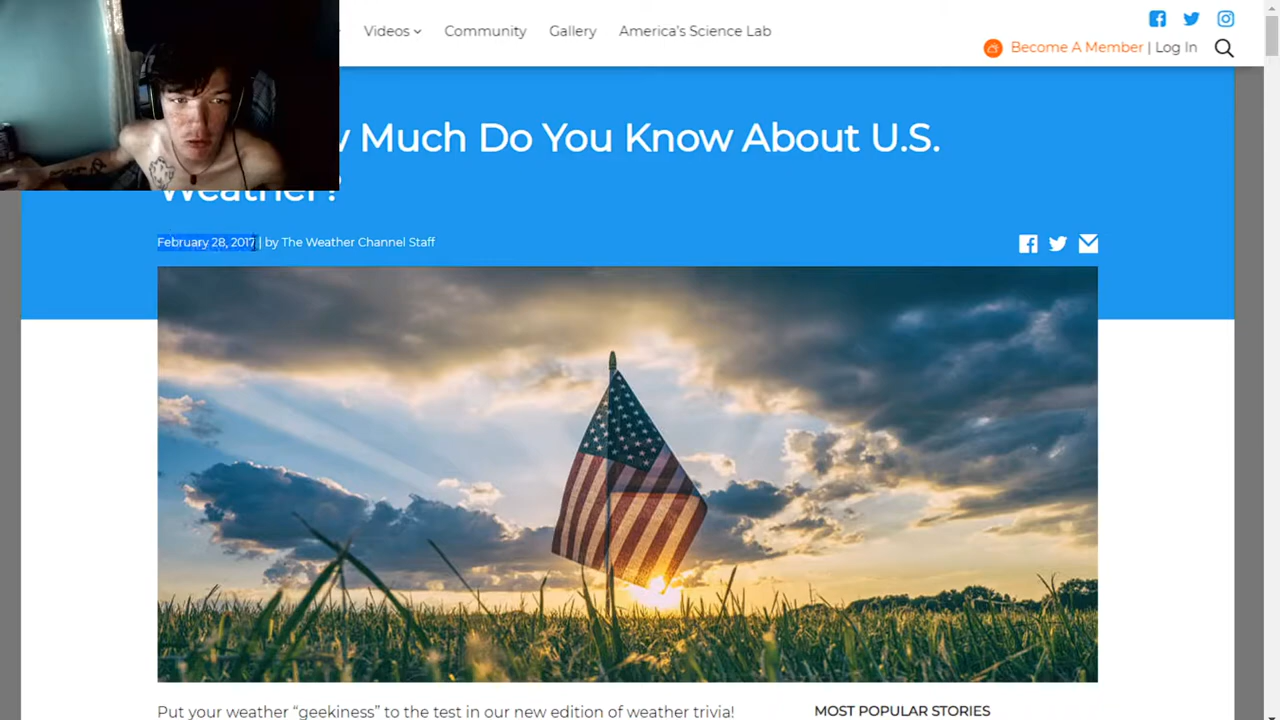 Videos
Community
Gallery
America's Science Lab
Become A Member | Log In
Much Do You Know About U.S.
Weather?
February 28, 2017 | by The Weather Channel Staff
Put your weather “geekiness” to the test in our new edition of weather trivia!
MOST POPULAR STORIES